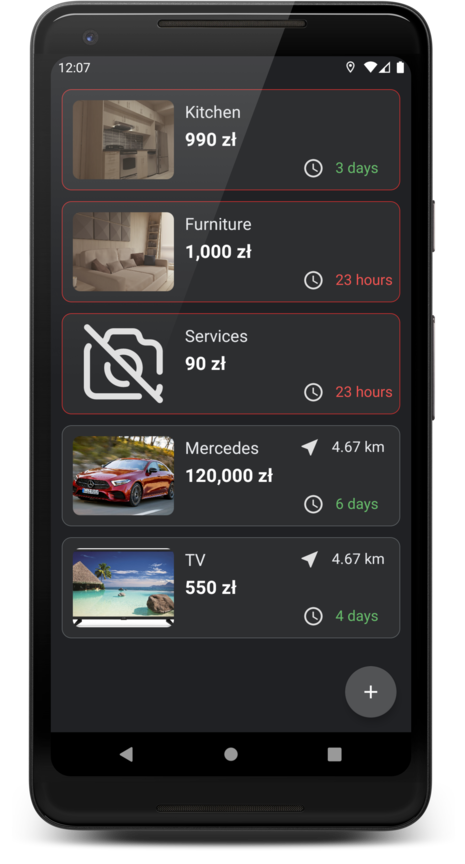 12:07
Kitchen
990 zł
3 days
Furniture
1,000 zł
23 hours
Services
90 zł
23 hours
Mercedes
4.67 km
120,000 zł
6 days
TV
4.67 km
550 zł
4 days